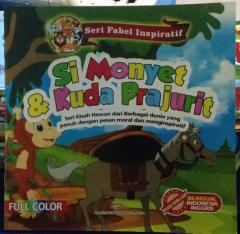 Seri Fabel Inspiratif
Si Monyet
& Kuda Prajurit
Seri Kisah Hewan dari Berbagai dunia yang
penuh dengan pesan moral dan menginspiratif
FULL COLOR
BILINGUAL
INDONESIA
INGGRIS